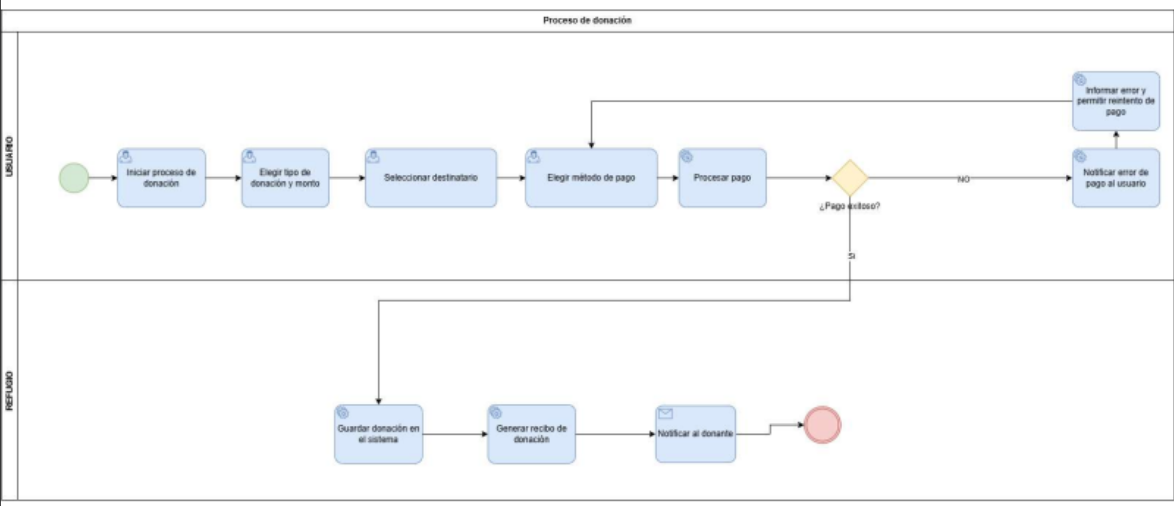 Proceso de donación
USUARIO
Iniciar proceso de
donación
Elegir tipo de
donación y monto
Seleccionar destinatario
Elegir método de pago
Procesar pago
¿Pago exitoso?
NO
Notificar error de
pago al usuario
Informar error y
permitir reintento de
pago
SI
REFUGIO
Guardar donación en
el sistema
Generar recibo de
donación
Notificar al donante